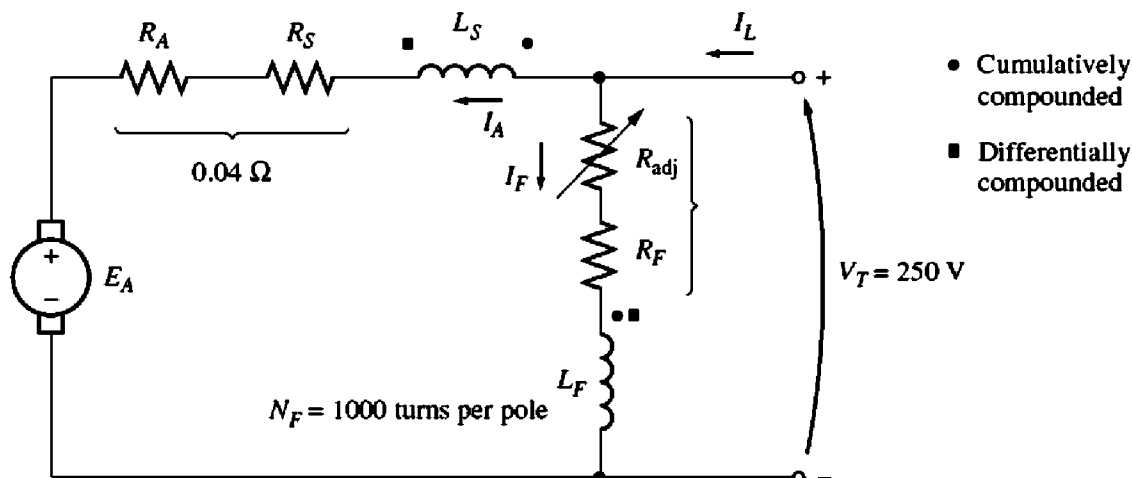 R_A
R_S
L_S
I_L
+
• Cumulatively
compounded
I_A
0.04 Ω
I_F
R_adj
■ Differentially
compounded
R_F
+
E_A
−
V_T = 250 V
L_F
N_F = 1000 turns per pole
−